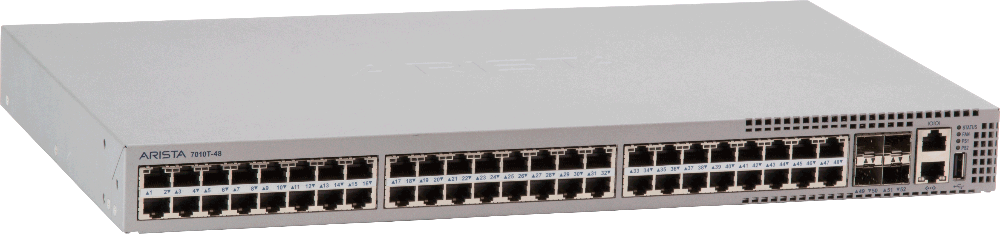 ARISTA
ARISTA 7010T-48
▲1 2▼ ▲3 4▼ ▲5 6▼ ▲7 8▼ ▲9 10▼ ▲11 12▼ ▲13 14▼ ▲15 16▼
▲17 18▼ ▲19 20▼ ▲21 22▼ ▲23 24▼ ▲25 26▼ ▲27 28▼ ▲29 30▼ ▲31 32▼
▲33 34▼ ▲35 36▼ ▲37 38▼ ▲39 40▼ ▲41 42▼ ▲43 44▼ ▲45 46▼ ▲47 48▼
▲49 ▼50 ▲51 ▼52
IOIOI
STATUS
FAN
PS1
PS2